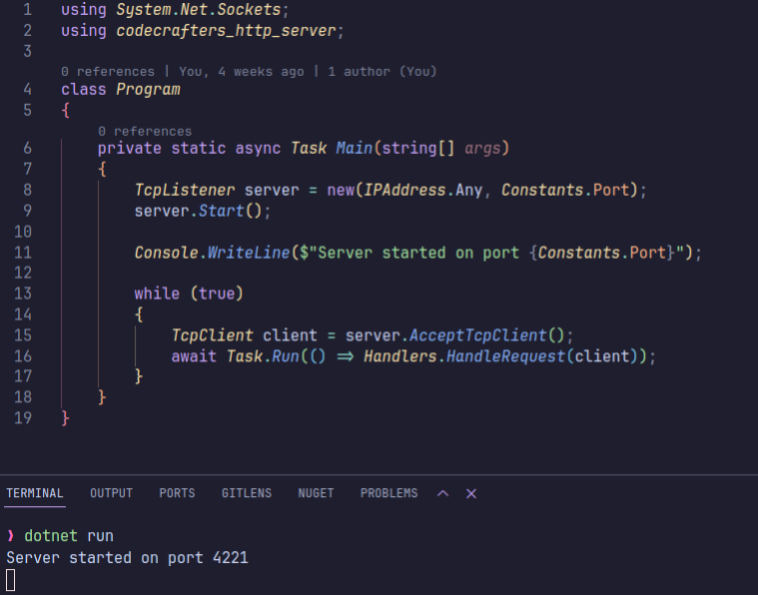 1 using System.Net.Sockets;
2 using codecrafters_http_server;
3
0 references | You, 4 weeks ago | 1 author (You)
4 class Program
5 {
0 references
6 private static async Task Main(string[] args)
7 {
8 TcpListener server = new(IPAddress.Any, Constants.Port);
9 server.Start();
10
11 Console.WriteLine($"Server started on port {Constants.Port}");
12
13 while (true)
14 {
15 TcpClient client = server.AcceptTcpClient();
16 await Task.Run(() => Handlers.HandleRequest(client));
17 }
18 }
19 }
TERMINAL OUTPUT PORTS GITLENS NUGET PROBLEMS
❯ dotnet run
Server started on port 4221